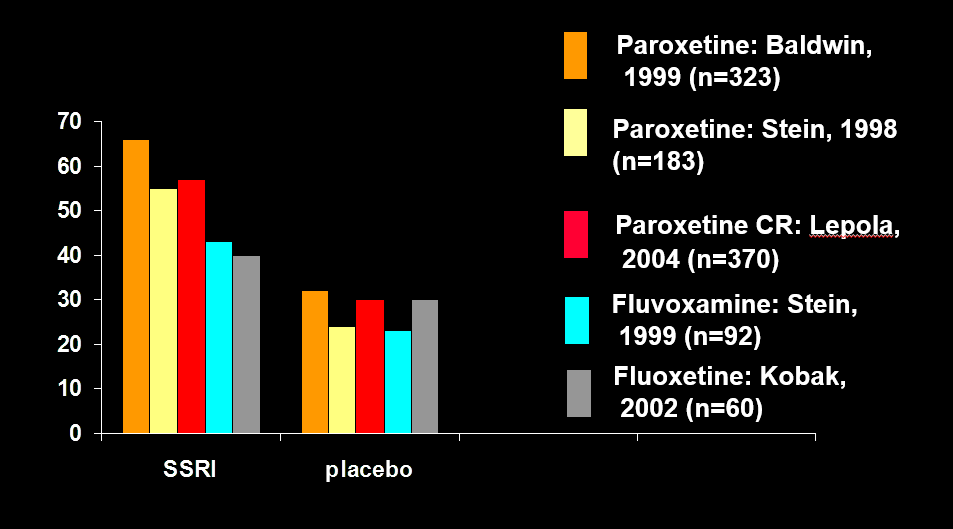 Paroxetine: Baldwin,
1999 (n=323)
Paroxetine: Stein, 1998
(n=183)
Paroxetine CR: Lepola,
2004 (n=370)
Fluvoxamine: Stein,
1999 (n=92)
Fluoxetine: Kobak,
2002 (n=60)
70
60
50
40
30
20
10
0
SSRI
placebo